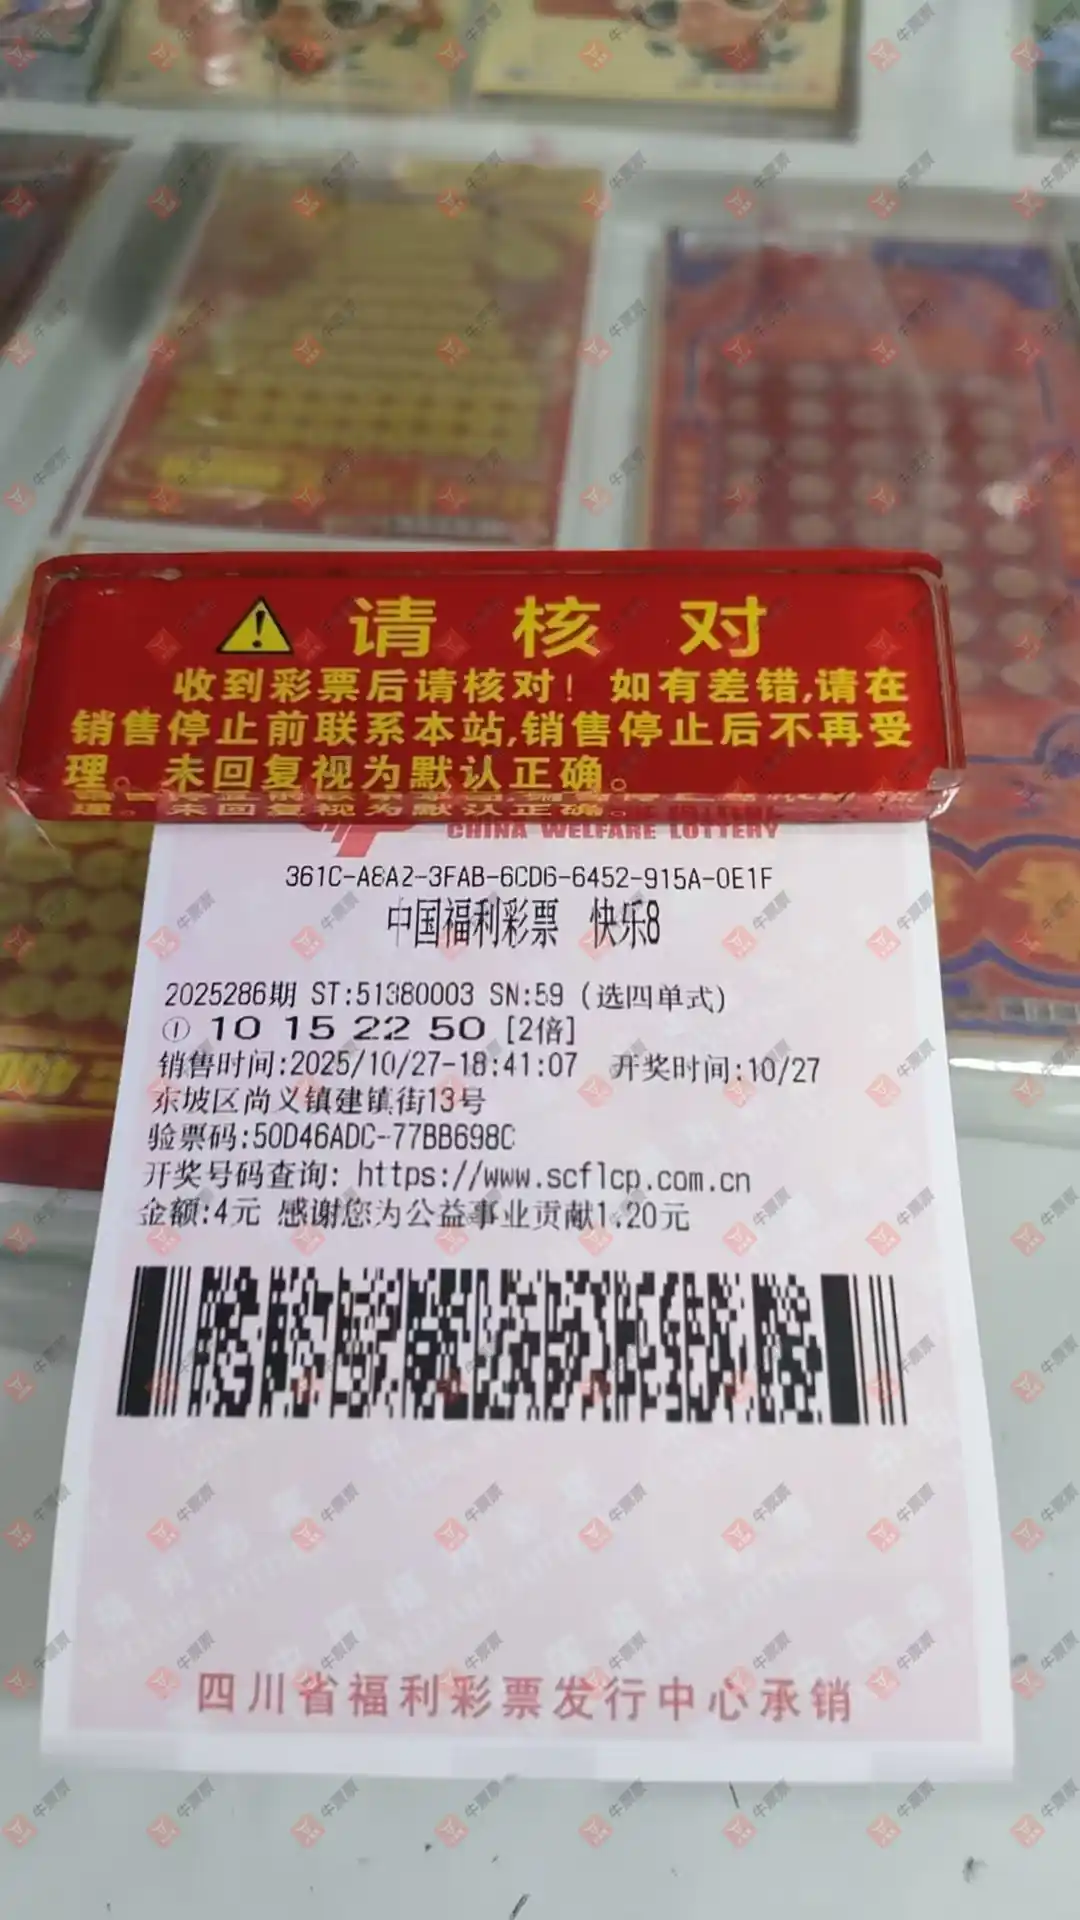 请核对
收到彩票后请核对！如有差错,请在
销售停止前联系本站,销售停止后不再受
理。未回复视为默认正确。
CHINA WELFARE LOTTERY
361C-A8A2-3FAB-6CD6-6452-915A-0E1F
中国福利彩票 快乐8
2025286期 ST:51380003 SN:59 (选四单式)
① 10 15 22 50 [2倍]
销售时间:2025/10/27-18:41:07 开奖时间:10/27
东坡区尚义镇建镇街13号
验票码:50D46ADC-77BB698C
开奖号码查询: https://www.scflcp.com.cn
金额:4元 感谢您为公益事业贡献1.20元
四川省福利彩票发行中心承销
牛票票